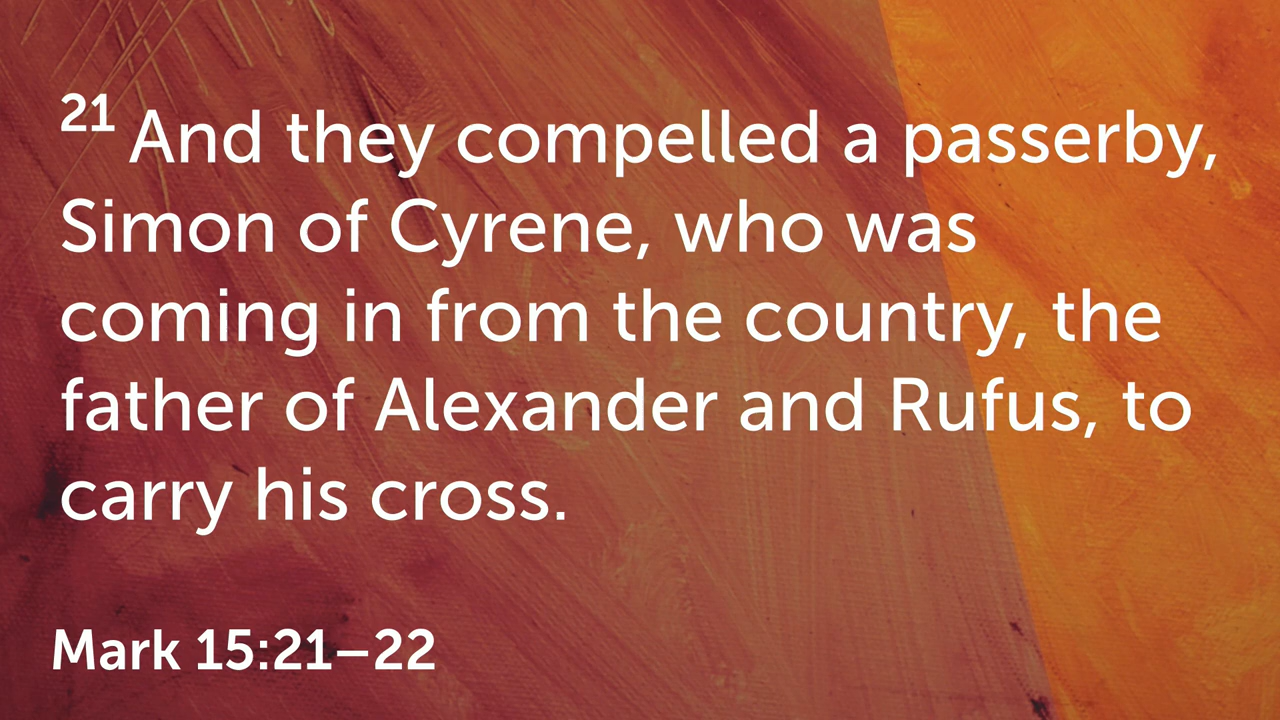 21 And they compelled a passerby,
Simon of Cyrene, who was
coming in from the country, the
father of Alexander and Rufus, to
carry his cross.
Mark 15:21–22